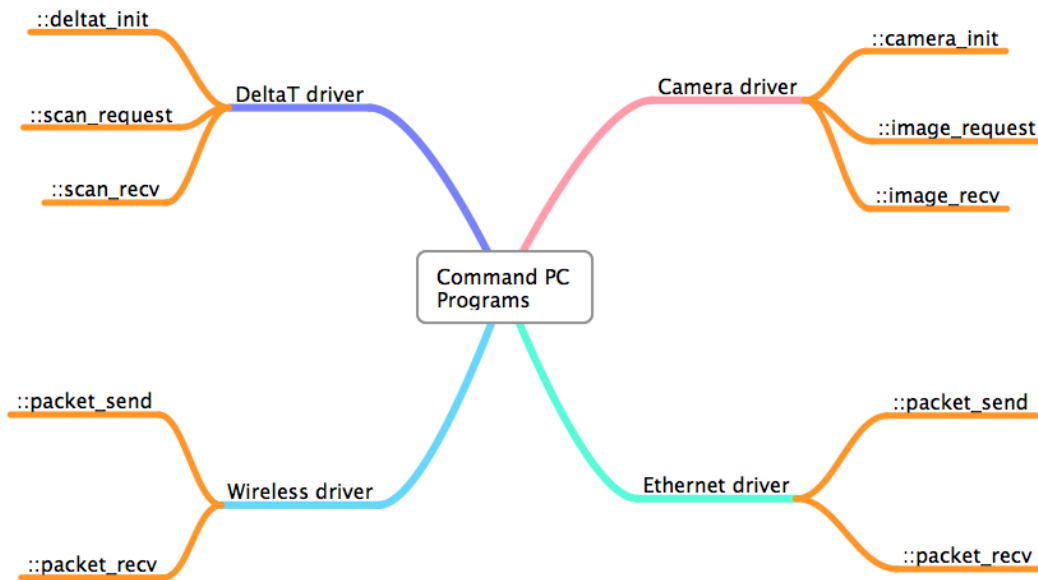 ::deltat_init
DeltaT driver
::scan_request
::scan_recv
::camera_init
Camera driver
::image_request
::image_recv
Command PC
Programs
::packet_send
Wireless driver
::packet_recv
::packet_send
Ethernet driver
::packet_recv